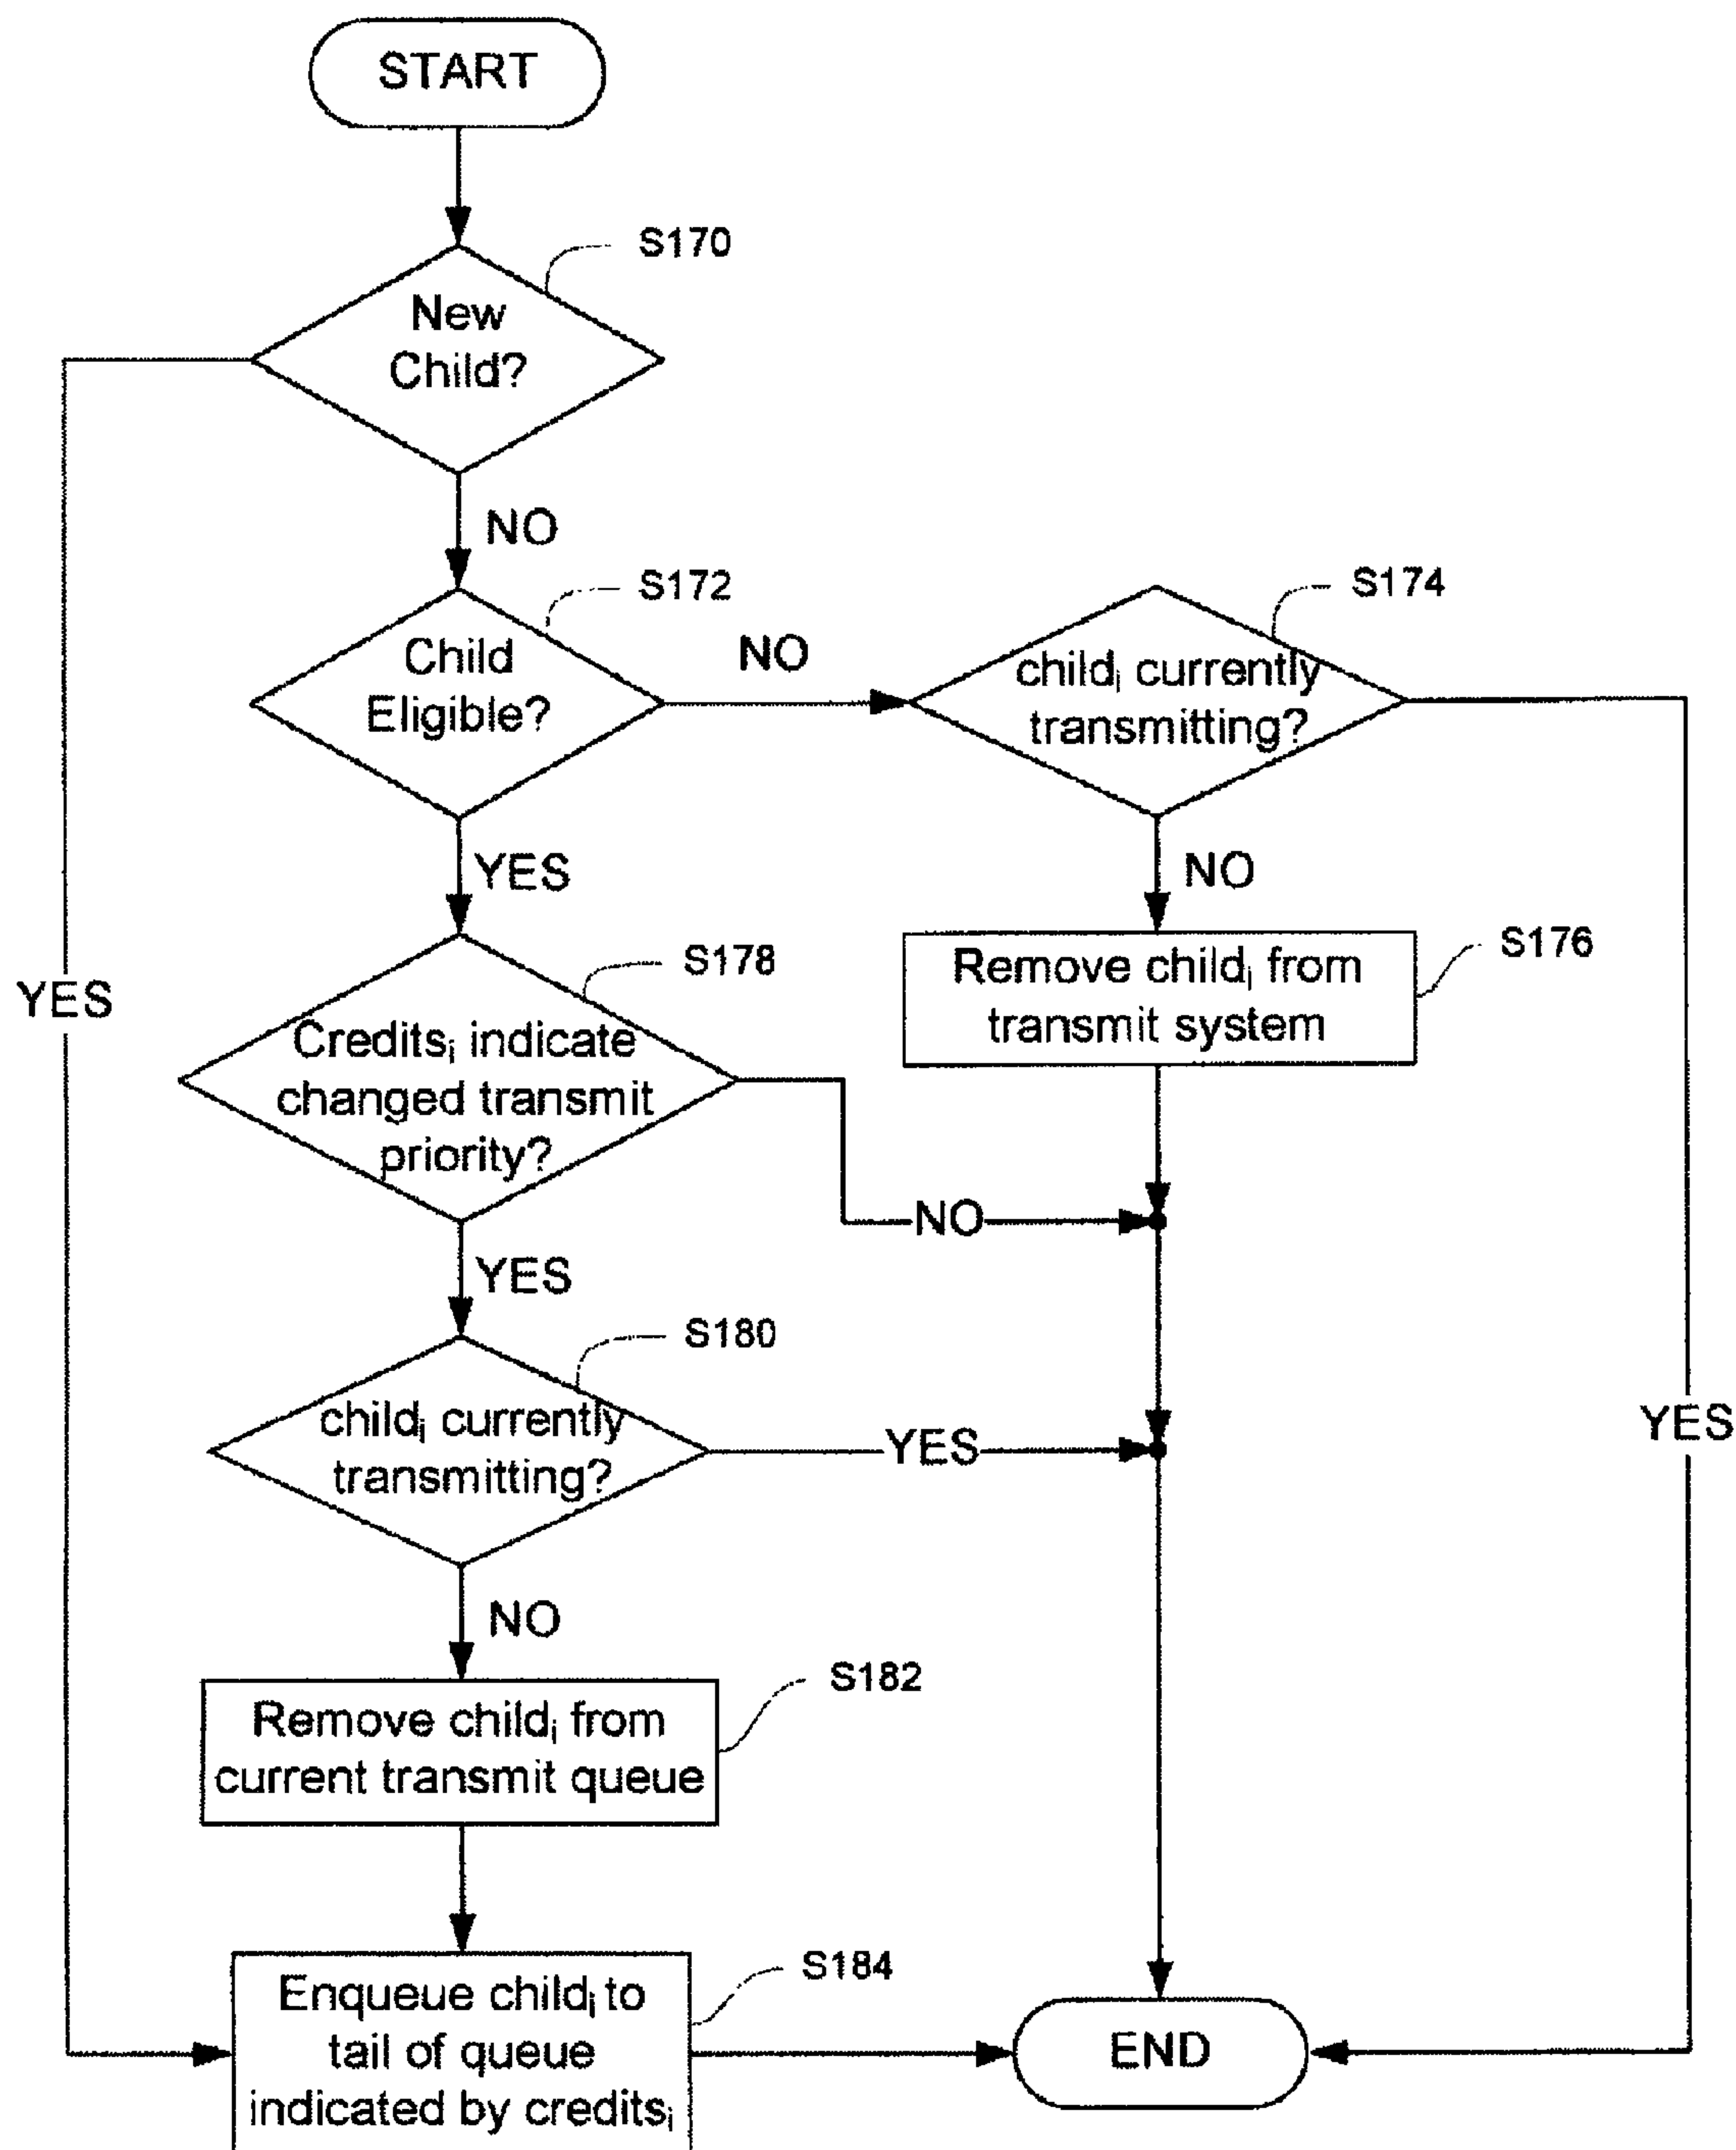 START
S170
New
Child?
NO
S172
Child
Eligible?
NO
S174
childᵢ currently
transmitting?
YES
NO
S178
Credits�ᵢ indicate
changed transmit
priority?
S176
Removechildᵢ from
transmit system
YES
NO
YES
S180
childᵢ currently
transmitting?
YES
YES
NO
S182
Remove childᵢ from
current transmit queue
S184
Enqueue childᵢ to
tail of queue
indicated by creditsᵢ
END